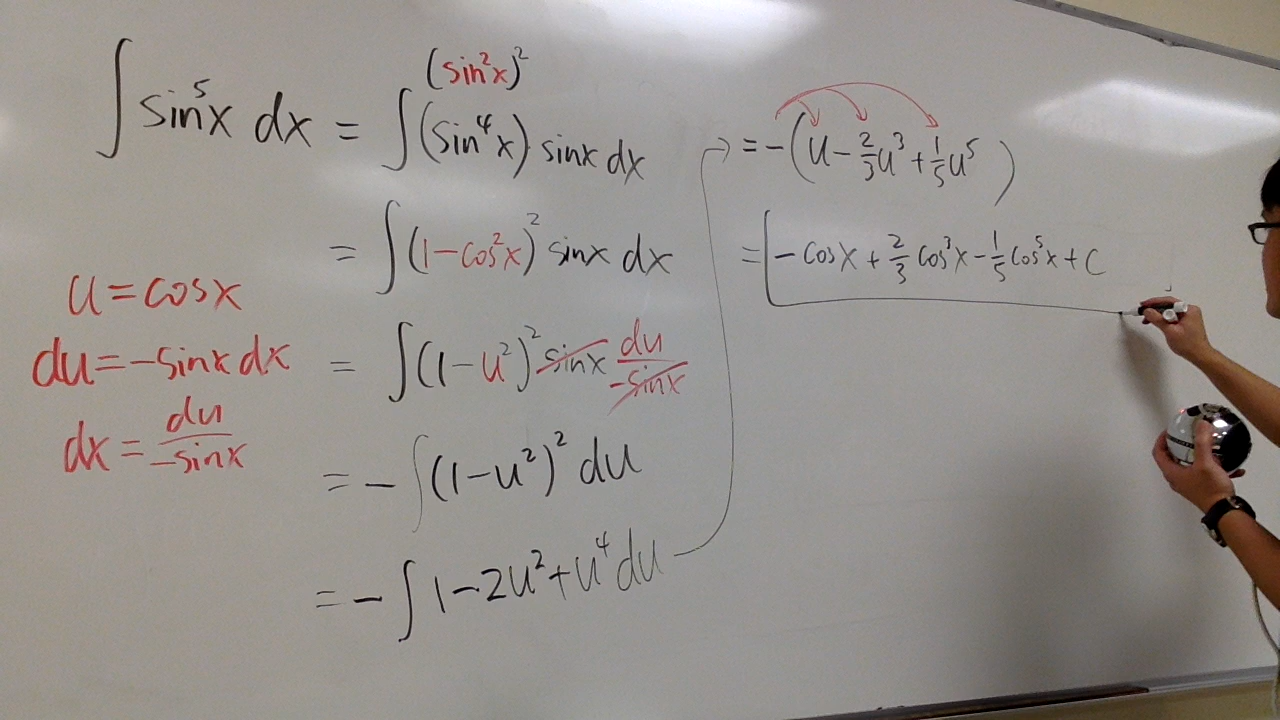 ∫ sin⁵x dx = ∫ (sin⁴x) sinx dx
(sin²x)²
= ∫ (1-cos²x)² sinx dx
u = cosx
du = -sinx dx
dx = du/-sinx
= ∫ (1-u²)² sinx du/-sinx
= - ∫ (1-u²)² du
= - ∫ 1-2u²+u⁴ du
= -(u - 2/3 u³ + 1/5 u⁵)
= -cosx + 2/3 cos³x - 1/5 cos⁵x + C